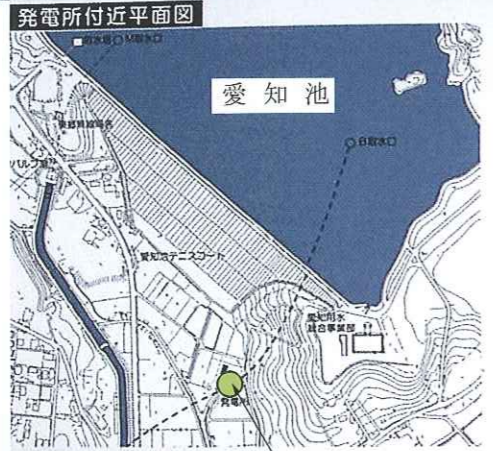 発電所付近平面図
M取水口
愛知池
B取水口
愛知池テニスコート
愛知用水
総合事業部
発電所